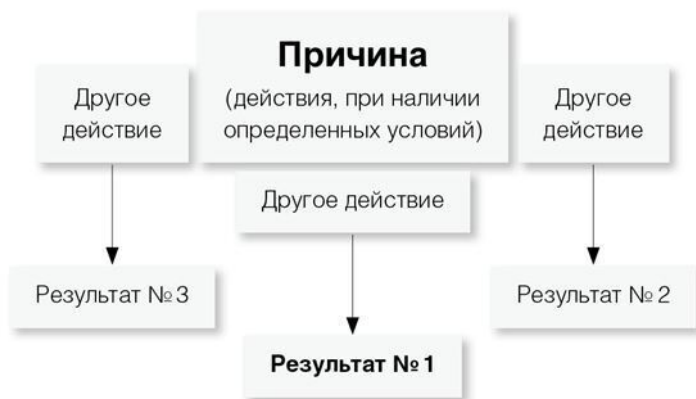 Причина
(действия, при наличии
определенных условий)
Другое
действие
Другое
действие
Другое действие
Результат № 3
Результат № 2
Результат № 1